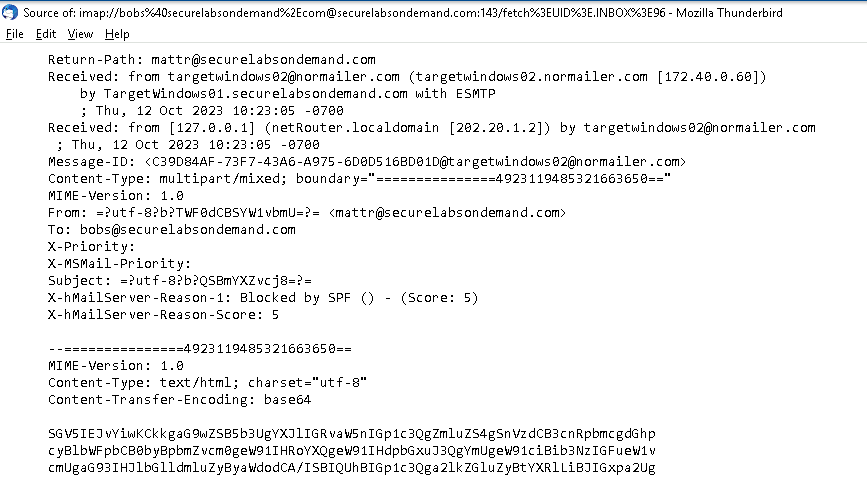 Source of: imap://bobs%40securelabsondemand%2Ecom@securelabsondemand.com:143/fetch%3EUID%3E.INBOX%3E96 - Mozilla Thunderbird
File Edit View Help
Return-Path: mattr@securelabsondemand.com
Received: from targetwindows02@normailer.com (targetwindows02.normailer.com [172.40.0.60])
by TargetWindows01.securelabsondemand.com with ESMTP
; Thu, 12 Oct 2023 10:23:05 -0700
Received: from [127.0.0.1] (netRouter.localdomain [202.20.1.2]) by targetwindows02@normailer.com
; Thu, 12 Oct 2023 10:23:05 -0700
Message-ID: <C39D84AF-73F7-43A6-A975-6D0D516BD01D@targetwindows02@normailer.com>
Content-Type: multipart/mixed; boundary="===============4923119485321663650=="
MIME-Version: 1.0
From: =?utf-8?b?TWF0dCBSYW1vbmU=?= <mattr@securelabsondemand.com>
To: bobs@securelabsondemand.com
X-Priority:
X-MSMail-Priority:
Subject: =?utf-8?b?QSBmYXZvcj8=?=
X-hMailServer-Reason-1: Blocked by SPF () - (Score: 5)
X-hMailServer-Reason-Score: 5
--===============4923119485321663650==
MIME-Version: 1.0
Content-Type: text/html; charset="utf-8"
Content-Transfer-Encoding: base64
SGV5IEJvYiwKCkkgaG9wZSB5b3UgYXJlIGRvaW5nIGp1c3QgZmluZS4gSnVzdCB3cnRpbmcgdGhp
cyBlbWFpbCB0byBpbmZvcm0geW91IHRoYXQgeW91IHdpbGxuJ3QgYmUgeW91ciBib3NzIGFueW1v
cmUgaG93IHJlbGlldmluZyByaWdodCA/ISBIQUhBIGp1c3Qga2lkZGluZyBtYXRlLiBJIGxpa2Ug